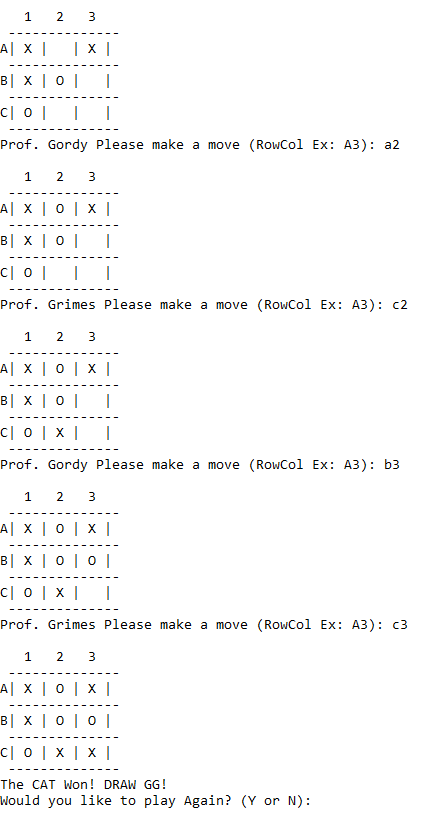 1   2   3
 --------------
A| X |   | X |
 --------------
B| X | O |   |
 --------------
C| O |   |   |
 --------------
Prof. Gordy Please make a move (RowCol Ex: A3): a2
   1   2   3
 --------------
A| X | O | X |
 --------------
B| X | O |   |
 --------------
C| O |   |   |
 --------------
Prof. Grimes Please make a move (RowCol Ex: A3): c2
   1   2   3
 --------------
A| X | O | X |
 --------------
B| X | O |   |
 --------------
C| O | X |   |
 --------------
Prof. Gordy Please make a move (RowCol Ex: A3): b3
   1   2   3
 --------------
A| X | O | X |
 --------------
B| X | O | O |
 --------------
C| O | X |   |
 --------------
Prof. Grimes Please make a move (RowCol Ex: A3): c3
   1   2   3
 --------------
A| X | O | X |
 --------------
B| X | O | O |
 --------------
C| O | X | X |
 --------------
The CAT Won! DRAW GG!
Would you like to play Again? (Y or N):